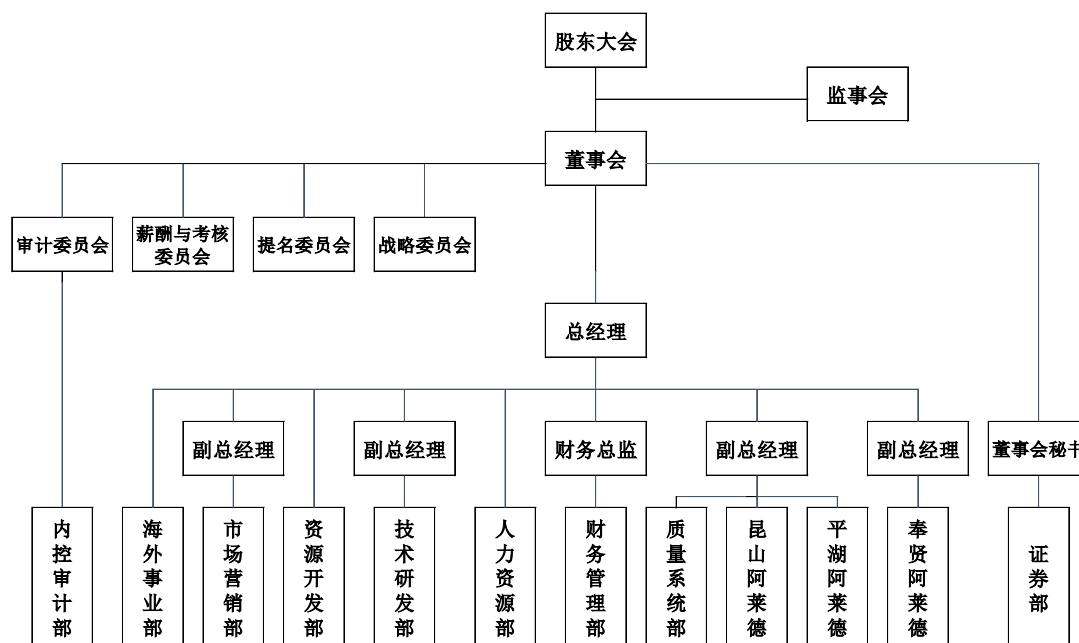 股东大会
监事会
董事会
审计委员会
薪酬与考核
委员会
提名委员会
战略委员会
总经理
副总经理
副总经理
财务总监
副总经理
副总经理
董事会秘书
内控审计部
海外事业部
市场营销部
资源开发部
技术研发部
人力资源部
财务管理部
质量系统部
昆山阿莱德
平湖阿莱德
奉贤阿莱德
证券部